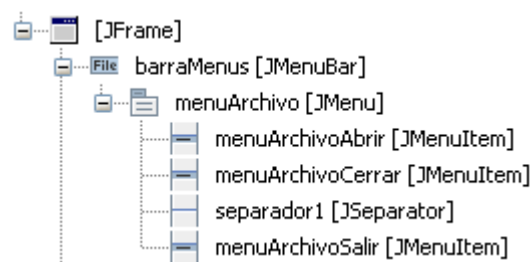 [JFrame]
File barraMenus [JMenuBar]
menuArchivo [JMenu]
menuArchivoAbrir [JMenuItem]
menuArchivoCerrar [JMenuItem]
separador1 [JSeparator]
menuArchivoSalir [JMenuItem]